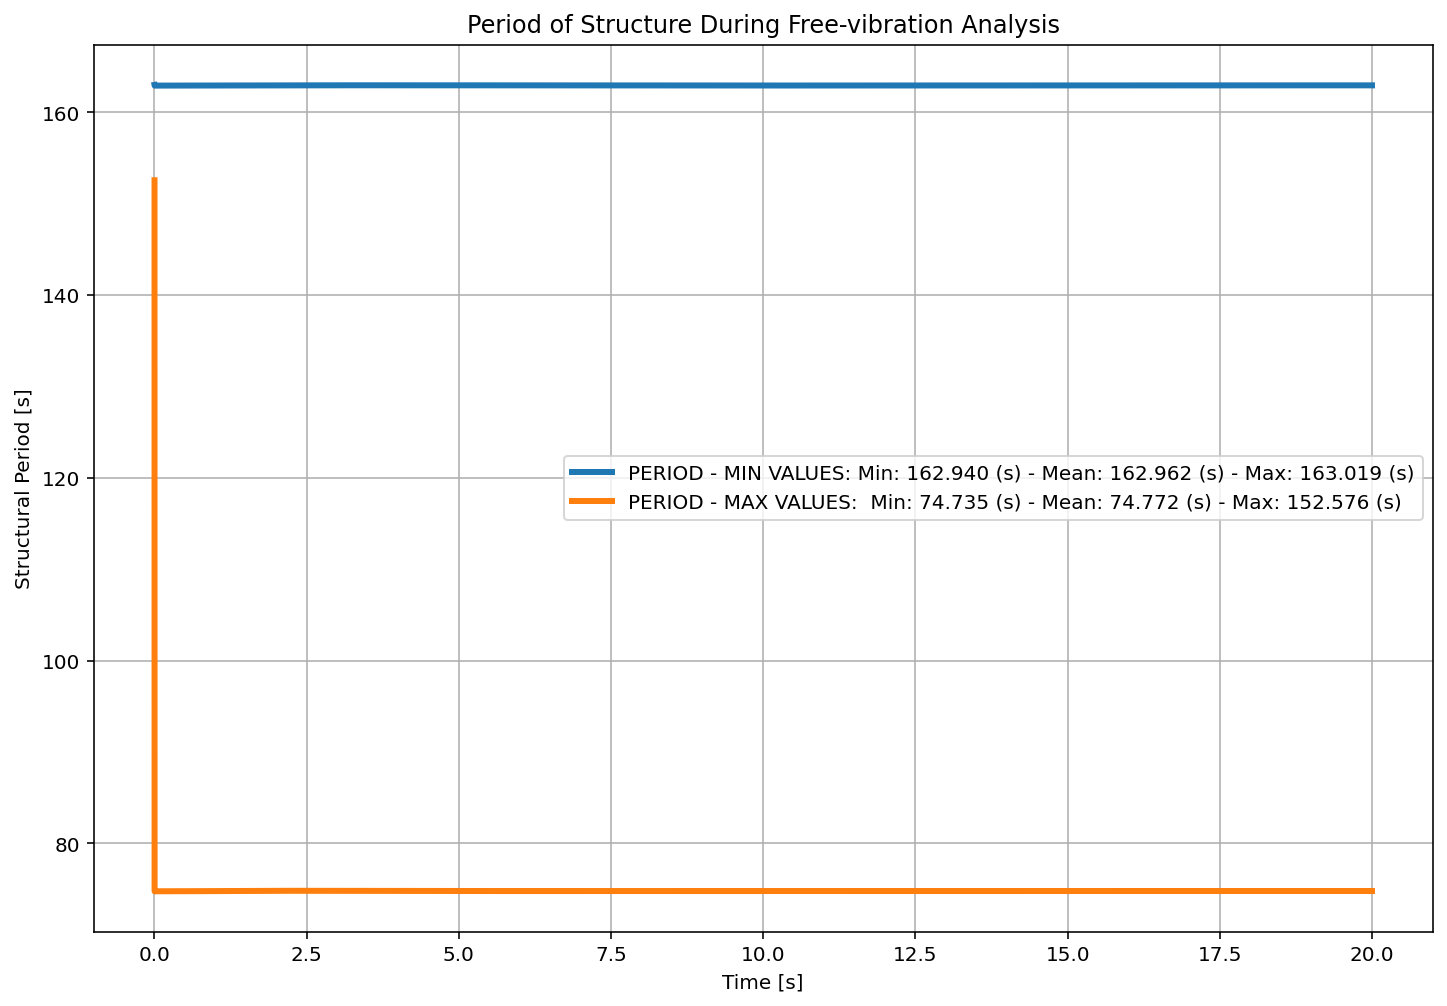 Period of Structure During Free-vibration Analysis
160
140
120
100
80
Structural Period [s]
PERIOD - MIN VALUES: Min: 162.940 (s) - Mean: 162.962 (s) - Max: 163.019 (s)
PERIOD - MAX VALUES:  Min: 74.735 (s) - Mean: 74.772 (s) - Max: 152.576 (s)
0.0 2.5 5.0 7.5 10.0 12.5 15.0 17.5 20.0
Time [s]